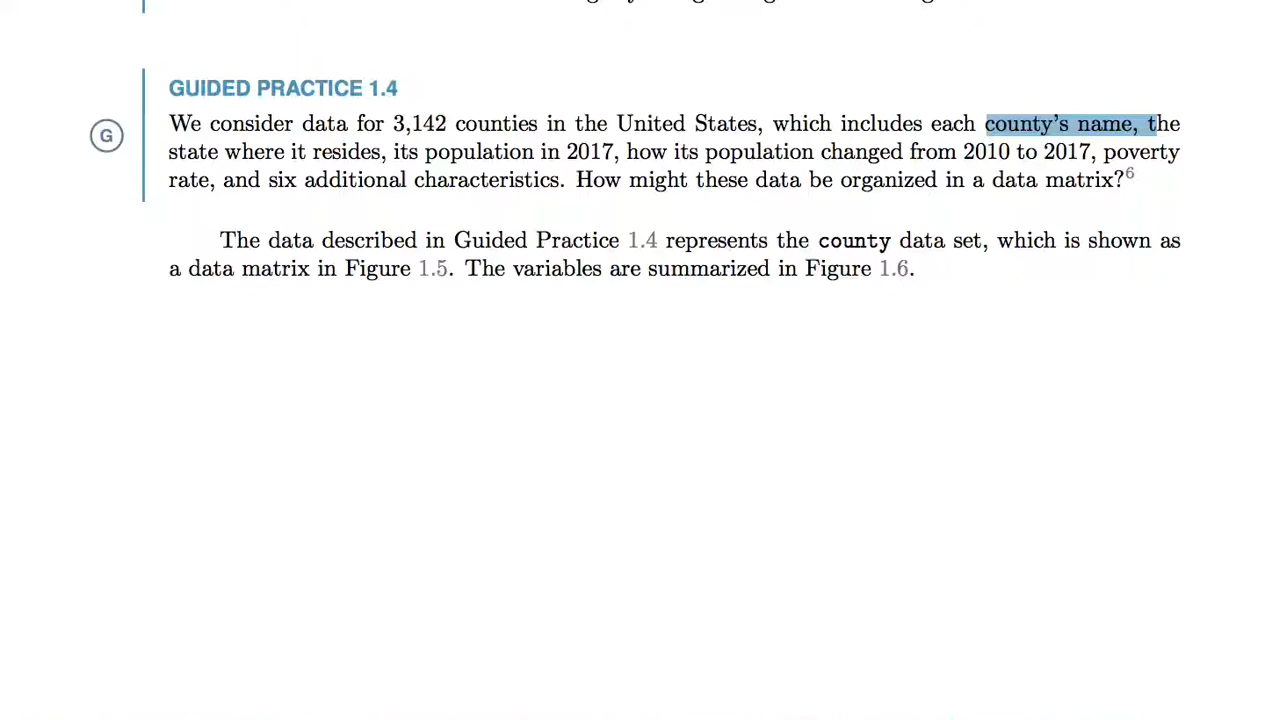 GUIDED PRACTICE 1.4
G
We consider data for 3,142 counties in the United States, which includes each county’s name, the
state where it resides, its population in 2017, how its population changed from 2010 to 2017, poverty
rate, and six additional characteristics. How might these data be organized in a data matrix?6
The data described in Guided Practice 1.4 represents the county data set, which is shown as
a data matrix in Figure 1.5. The variables are summarized in Figure 1.6.